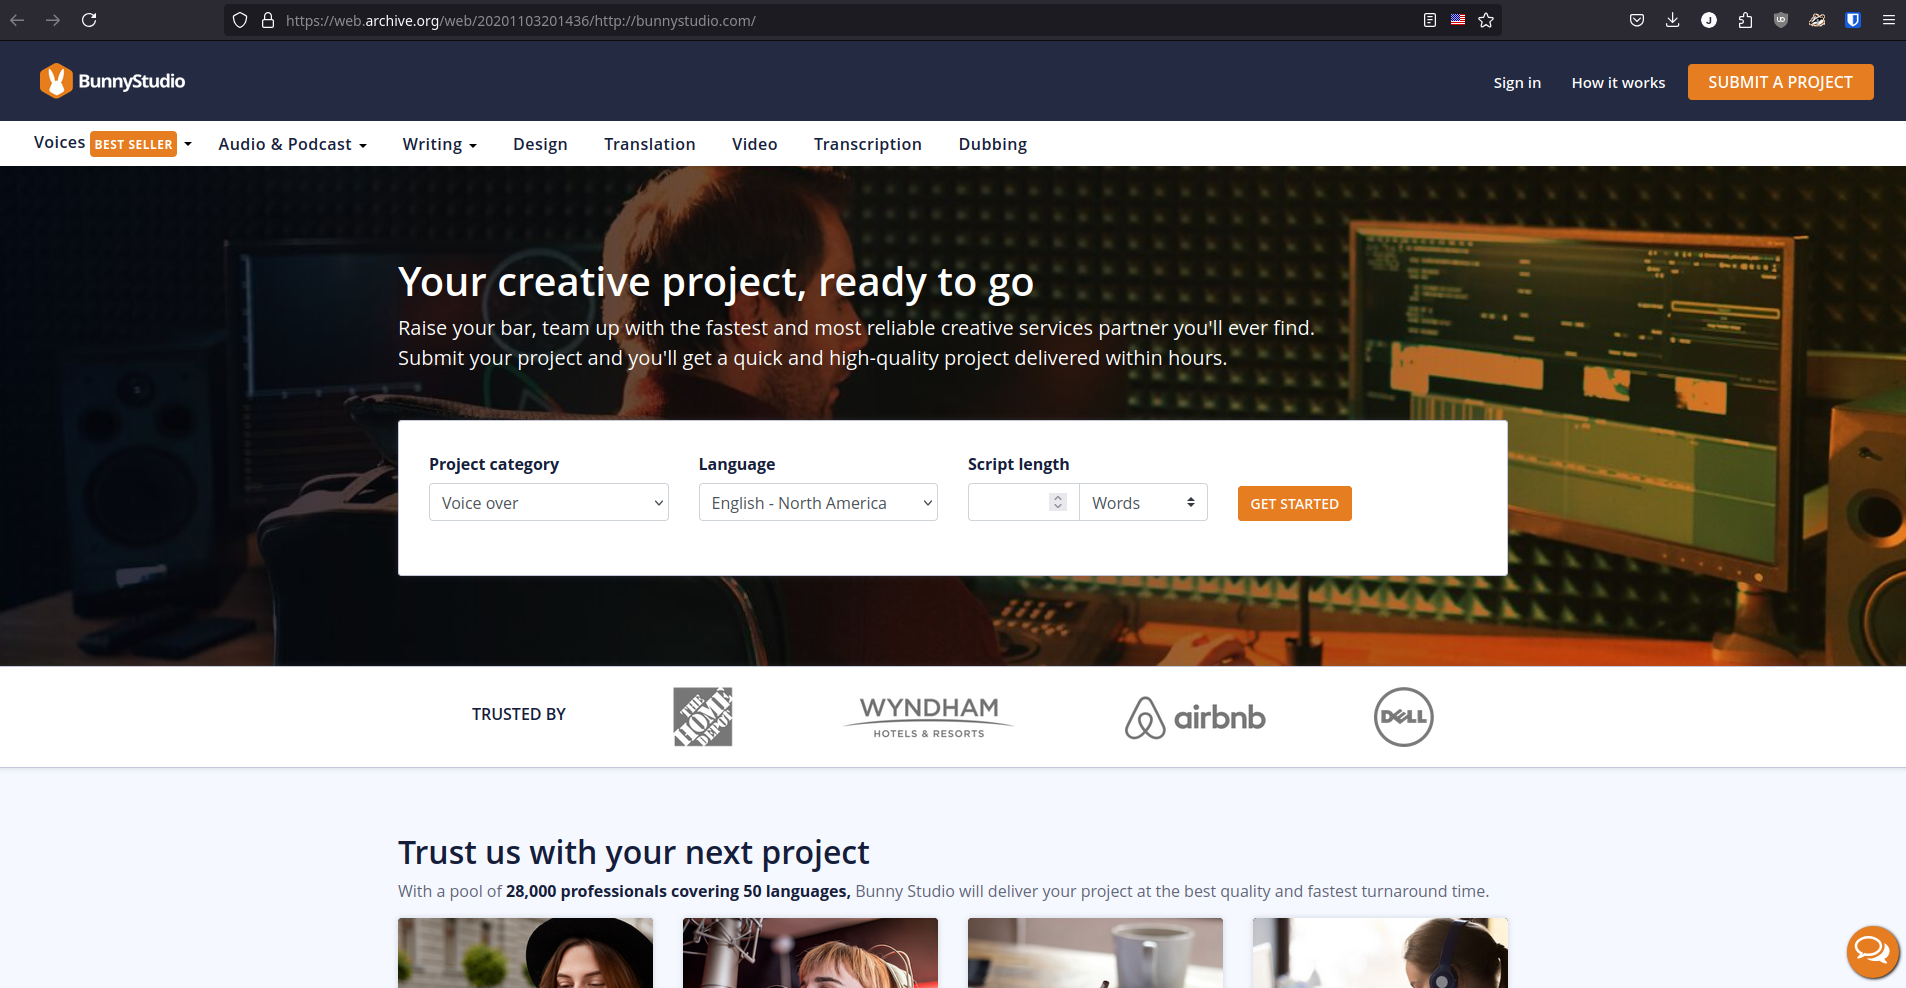 https://web.archive.org/web/20201103201436/http://bunnystudio.com/
BunnyStudio
Sign in
How it works
SUBMIT A PROJECT
Voices BEST SELLER
Audio & Podcast
Writing
Design
Translation
Video
Transcription
Dubbing
Your creative project, ready to go
Raise your bar, team up with the fastest and most reliable creative services partner you'll ever find.
Submit your project and you'll get a quick and high-quality project delivered within hours.
Project category
Language
Script length
Voice over
English - North America
Words
GET STARTED
TRUSTED BY
THE HOME DEPOT
WYNDHAM
HOTELS & RESORTS
airbnb
DELL
Trust us with your next project
With a pool of 28,000 professionals covering 50 languages, Bunny Studio will deliver your project at the best quality and fastest turnaround time.